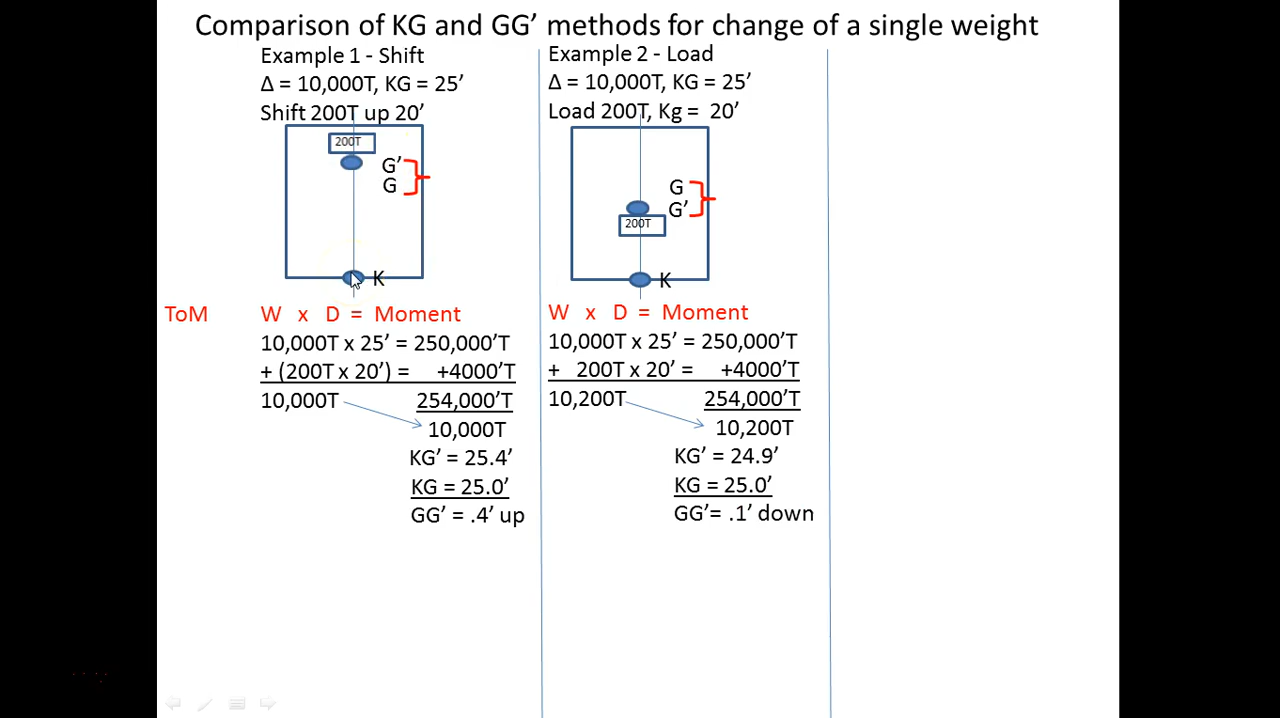 Comparison of KG and GG’ methods for change of a single weight
Example 1 - Shift
Δ = 10,000T, KG = 25’
Shift 200T up 20’
200T
G’
G
K
ToM
W x D = Moment
10,000T x 25’ = 250,000’T
+ (200T x 20’) = +4000’T
10,000T 254,000’T
10,000T
KG’ = 25.4’
KG = 25.0’
GG’ = .4’ up
Example 2 - Load
Δ = 10,000T, KG = 25’
Load 200T, Kg = 20’
G
G’
200T
K
W x D = Moment
10,000T x 25’ = 250,000’T
+ 200T x 20’ = +4000’T
10,200T 254,000’T
10,200T
KG’ = 24.9’
KG = 25.0’
GG’= .1’ down